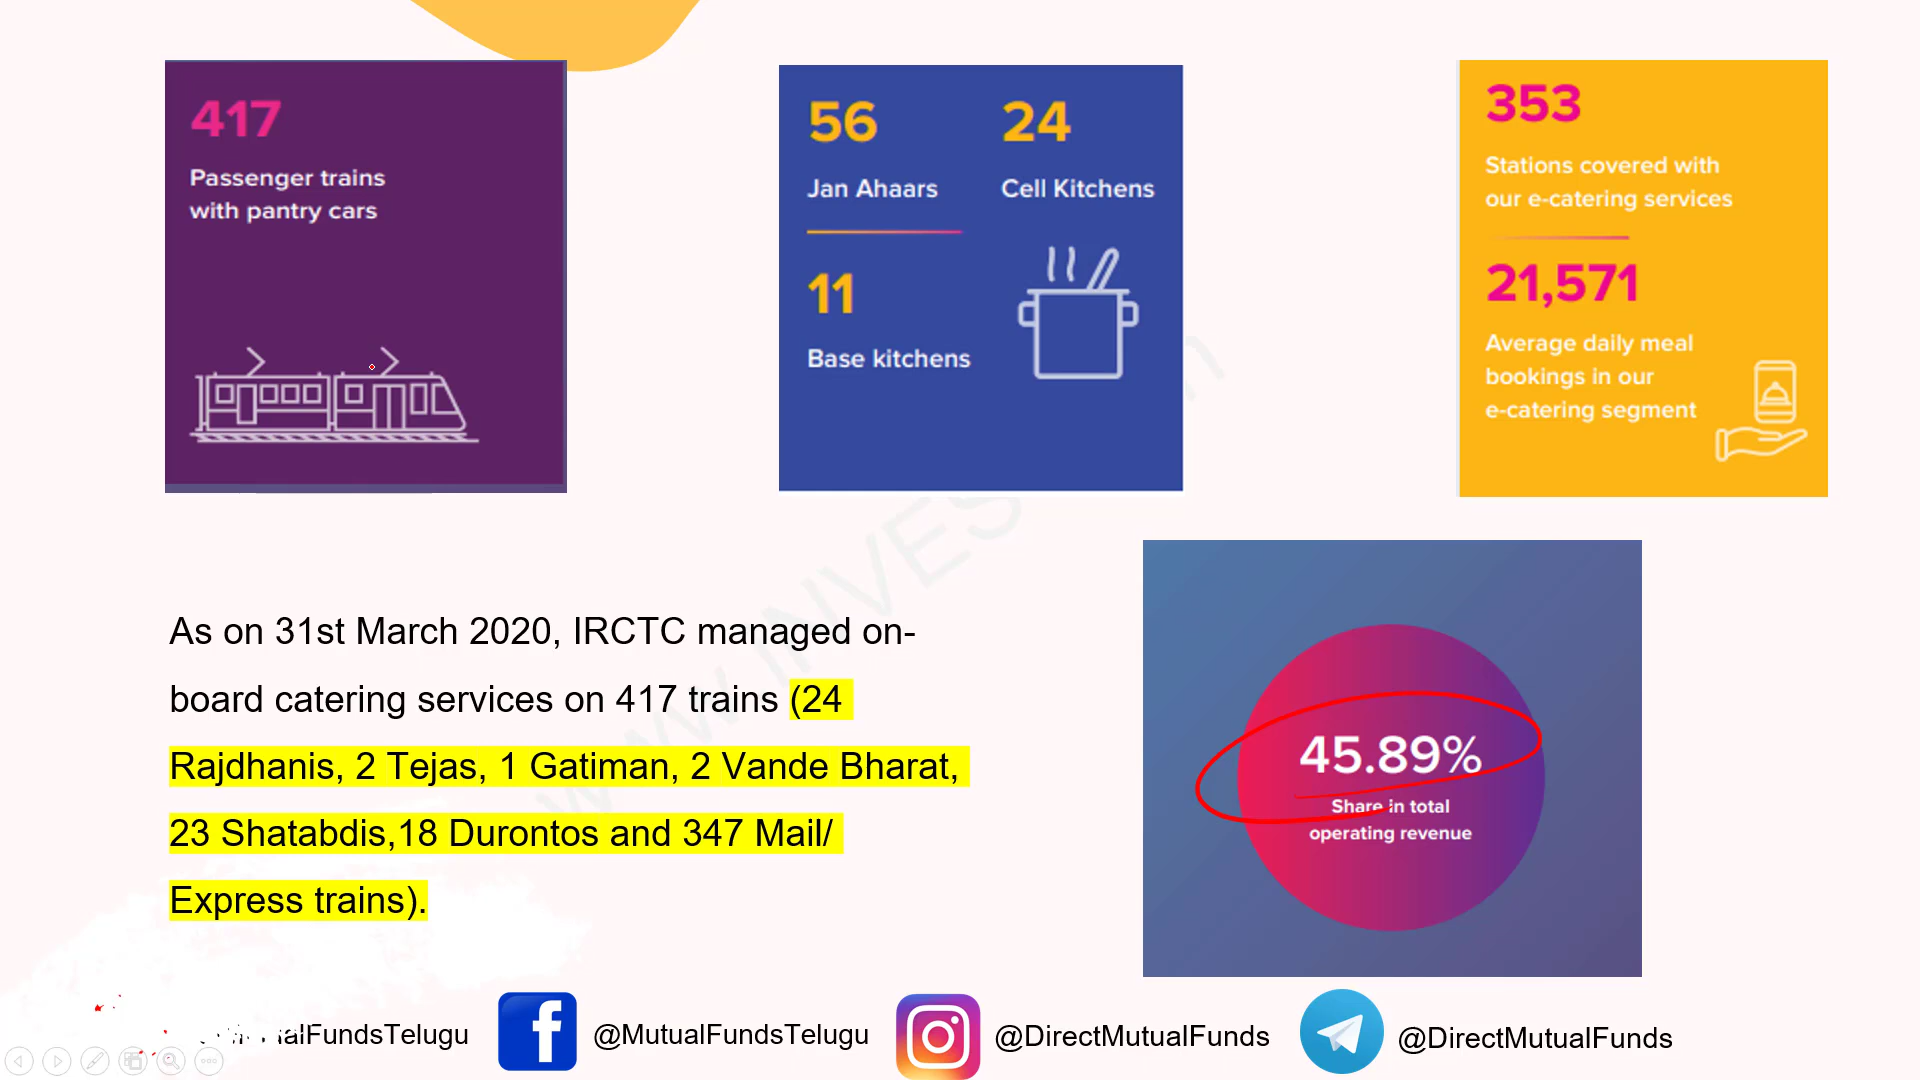 417
Passenger trains
with pantry cars
56
Jan Ahaars
24
Cell Kitchens
11
Base kitchens
353
Stations covered with
our e-catering services
21,571
Average daily meal
bookings in our
e-catering segment
As on 31st March 2020, IRCTC managed on-
board catering services on 417 trains (24
Rajdhanis, 2 Tejas, 1 Gatiman, 2 Vande Bharat,
23 Shatabdis,18 Durontos and 347 Mail/
Express trains).
45.89%
Share in total
operating revenue
www INVES
@MutualFundsTelugu
@DirectMutualFunds
@DirectMutualFunds